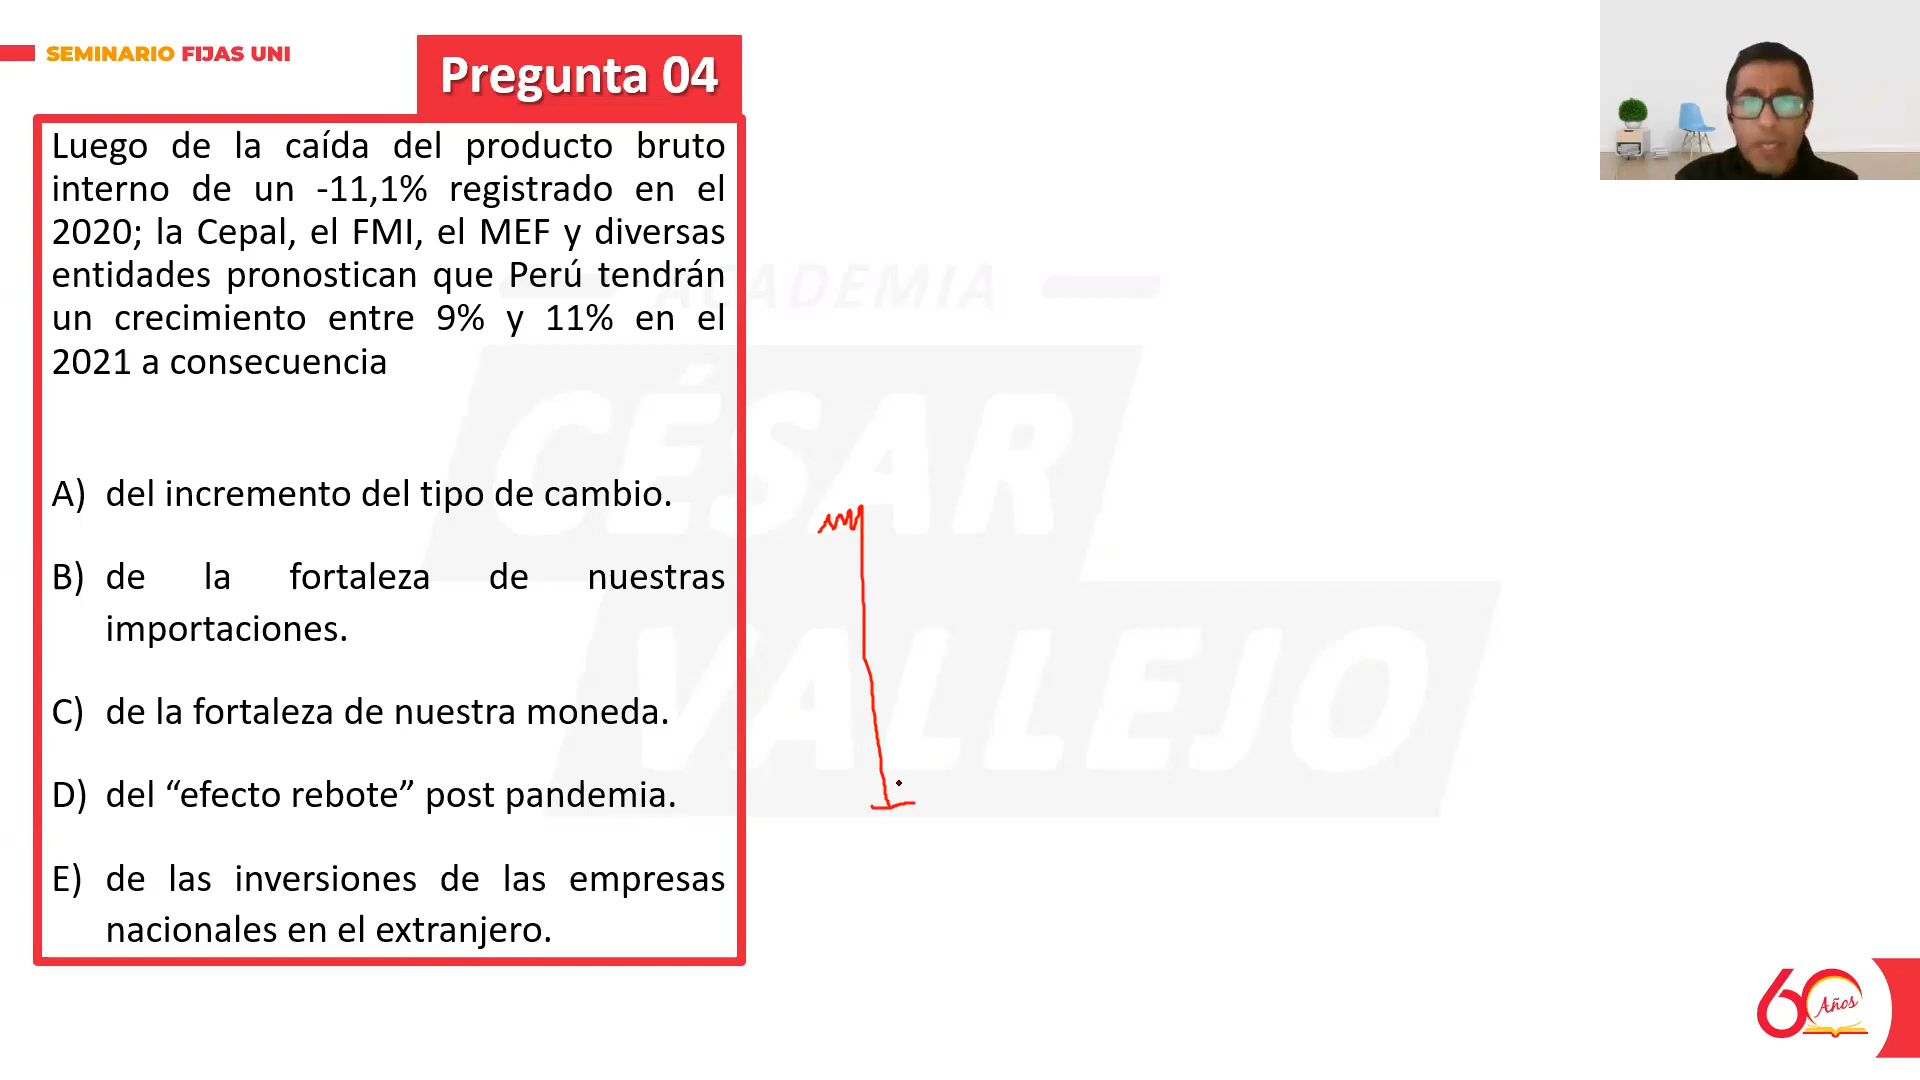 SEMINARIO FIJAS UNI
Pregunta 04
Luego de la caída del producto bruto
interno de un -11,1% registrado en el
2020; la Cepal, el FMI, el MEF y diversas
entidades pronostican que Perú tendrán
un crecimiento entre 9% y 11% en el
2021 a consecuencia
A) del incremento del tipo de cambio.
B) de la fortaleza de nuestras
importaciones.
C) de la fortaleza de nuestra moneda.
D) del “efecto rebote” post pandemia.
E) de las inversiones de las empresas
nacionales en el extranjero.
ACADEMIA
CÉSAR
VALLEJO
60 Años